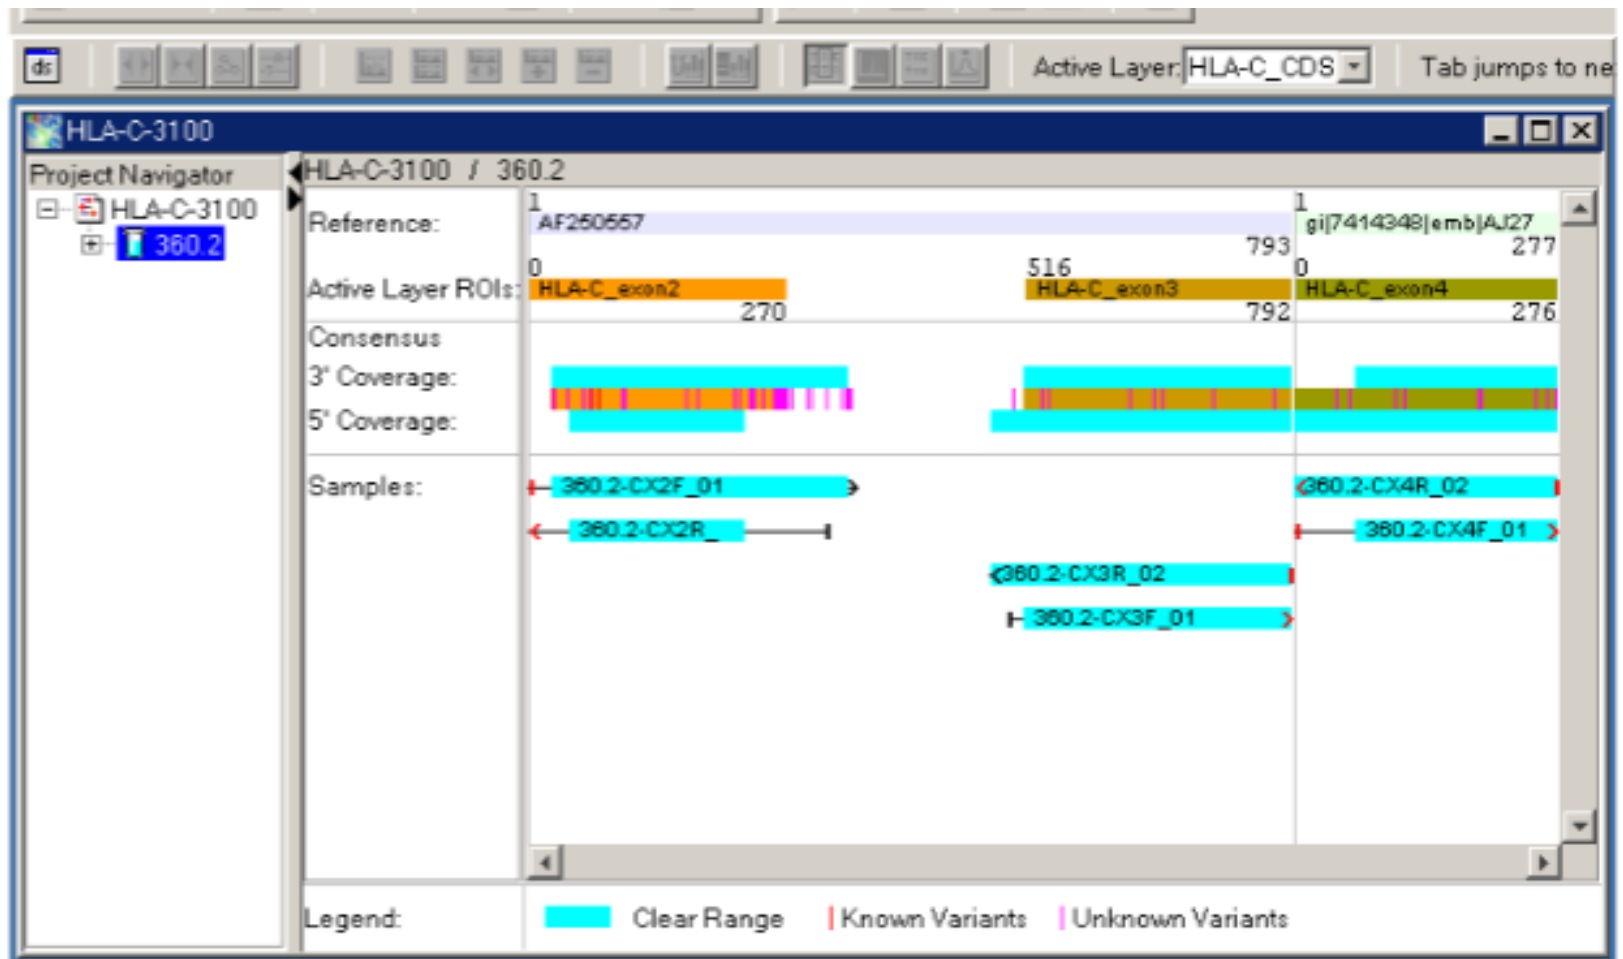 ds Active Layer: HLA-C_CDS Tab jumps to ne
HLA-C-3100
Project Navigator
HLA-C-3100
360.2
HLA-C-3100 / 360.2
1 1
Reference: AF250557 gi|7414348|emb|AJ27
793 277
0 516 0
Active Layer ROIs: HLA-C_exon2 HLA-C_exon3 HLA-C_exon4
270 792 276
Consensus
3' Coverage:
5' Coverage:
Samples: 360.2-CX2F_01 360.2-CX4R_02
360.2-CX2R_ 360.2-CX4F_01
360.2-CX3R_02
360.2-CX3F_01
Legend: Clear Range Known Variants Unknown Variants